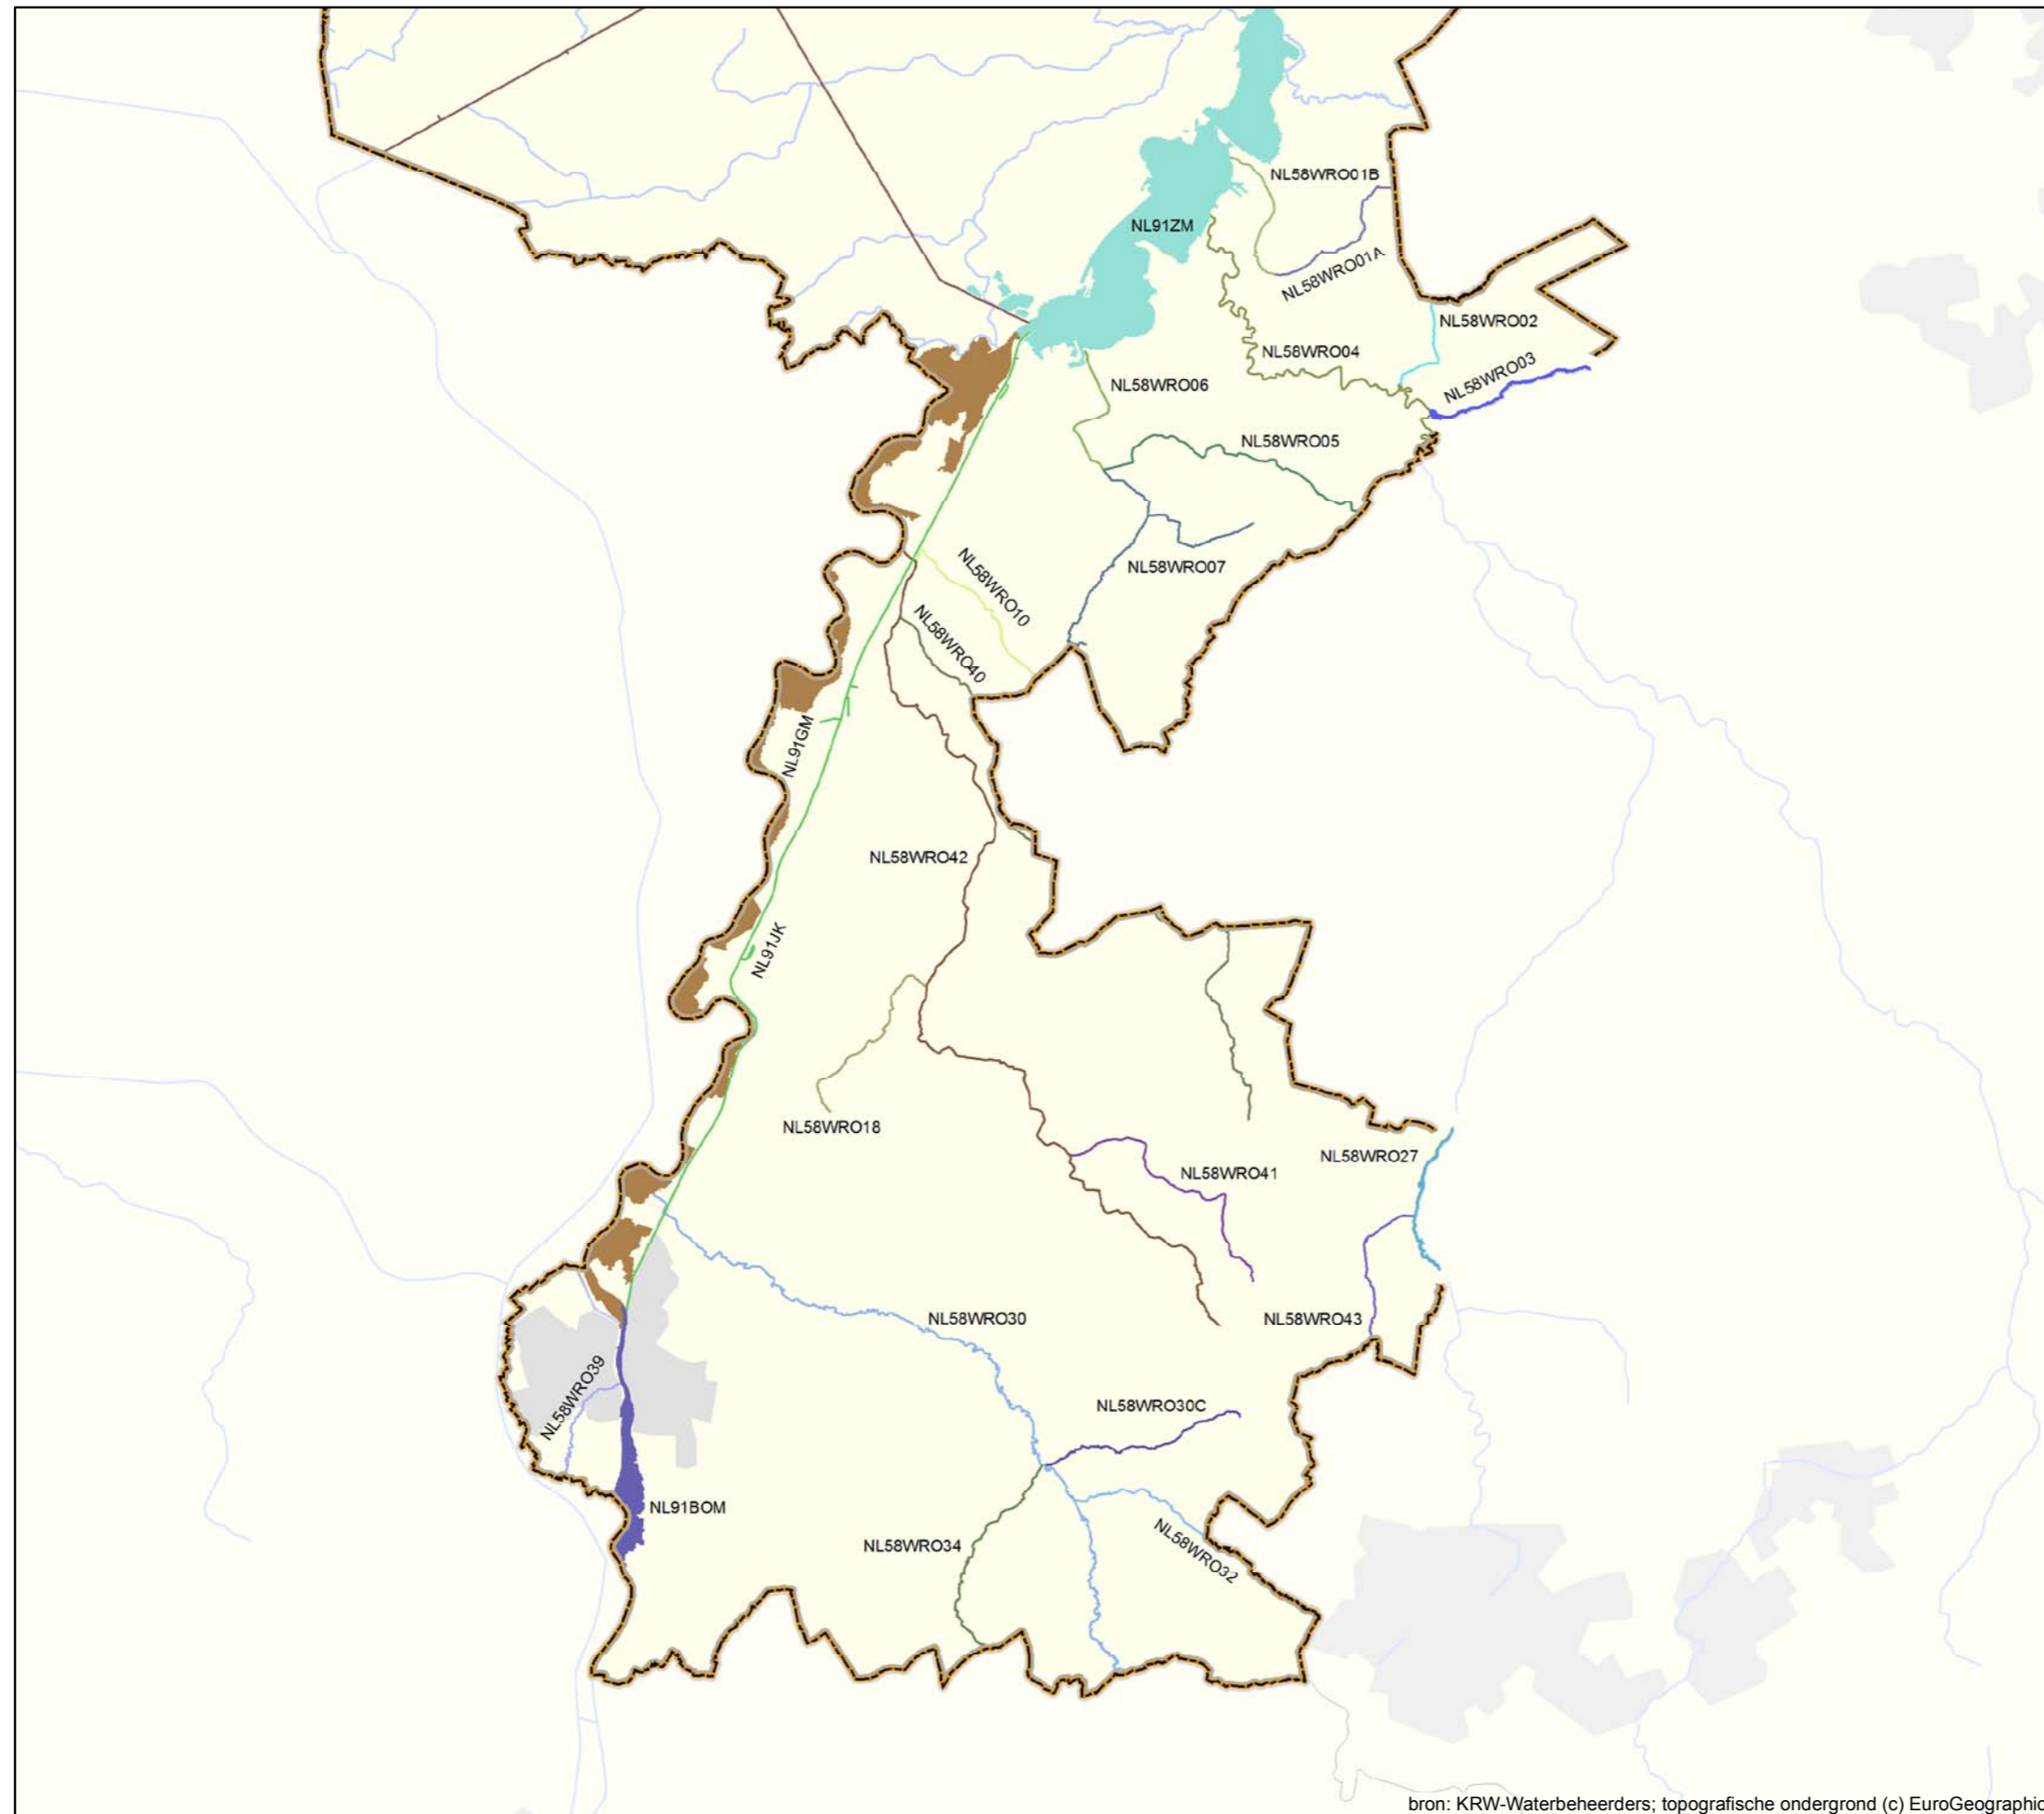 NL58WRO01B
NL91ZM
NL58WRO01A
NL58WRO02
NL58WRO04
NL58WRO03
NL58WRO06
NL58WRO05
NL58WRO10
NL58WRO07
NL58WRO40
NL91GM
NL58WRO42
NL91JK
NL58WRO18
NL58WRO27
NL58WRO41
NL58WRO30
NL58WRO43
NL58WRO39
NL58WRO30C
NL91BOM
NL58WRO34
NL58WRO32
bron: KRW-Waterbeheerders; topografische ondergrond (c) EuroGeographic